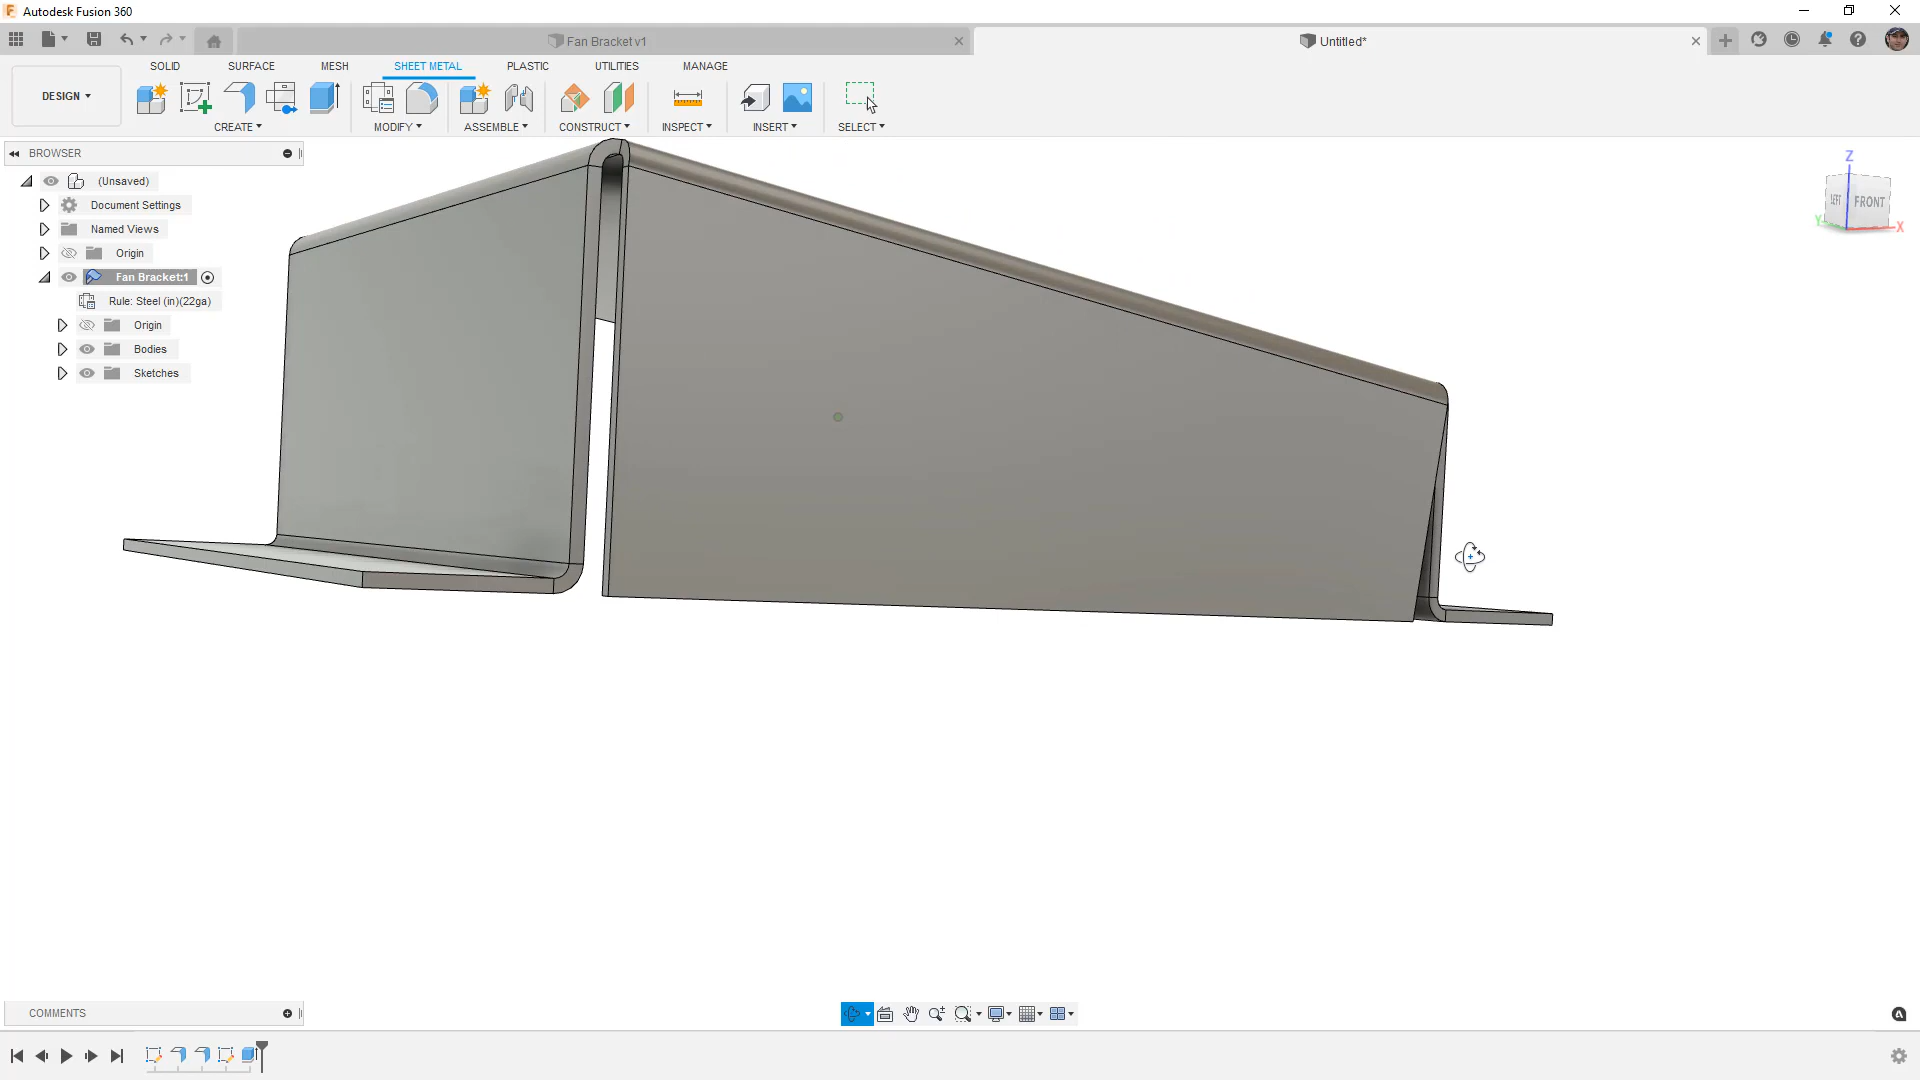 Autodesk Fusion 360
Fan Bracket v1
Untitled*
DESIGN
SOLID SURFACE MESH SHEET METAL PLASTIC UTILITIES MANAGE
CREATE MODIFY ASSEMBLE CONSTRUCT INSPECT INSERT SELECT
BROWSER
(Unsaved)
Document Settings
Named Views
Origin
Fan Bracket:1
Rule: Steel (in)(22ga)
Origin
Bodies
Sketches
Z
LEFT FRONT
Y X
COMMENTS